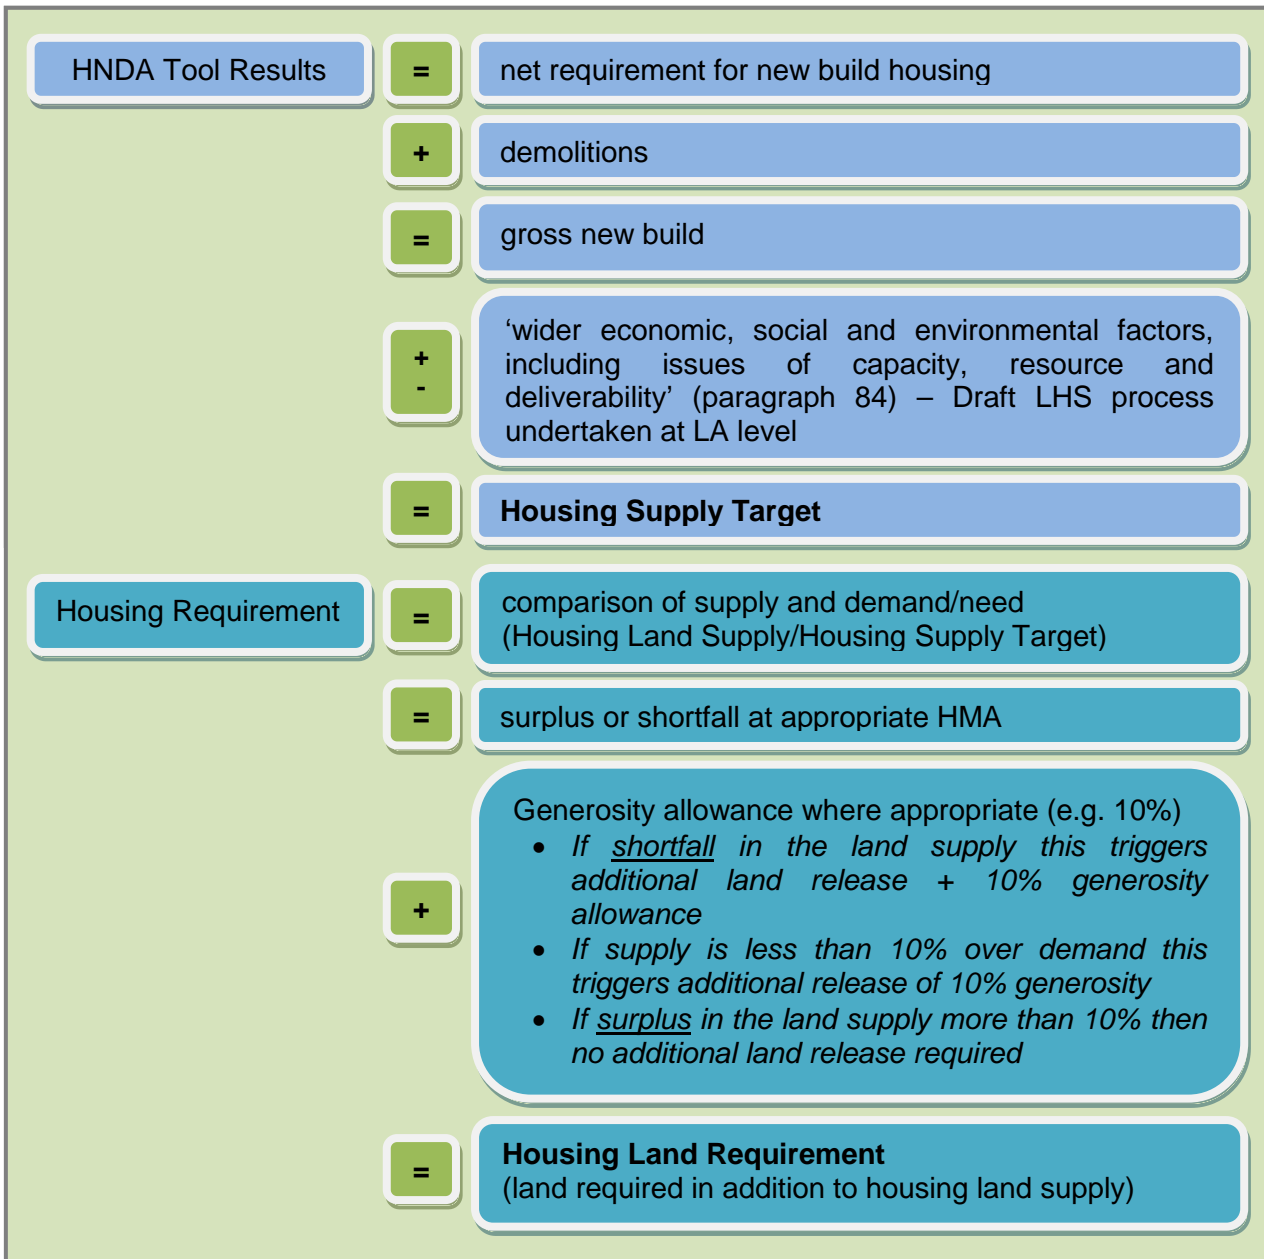 HNDA Tool Results = net requirement for new build housing
+ demolitions
= gross new build
+
-
‘wider economic, social and environmental factors,
including issues of capacity, resource and
deliverability’ (paragraph 84) – Draft LHS process
undertaken at LA level
= Housing Supply Target
Housing Requirement = comparison of supply and demand/need
(Housing Land Supply/Housing Supply Target)
= surplus or shortfall at appropriate HMA
+
Generosity allowance where appropriate (e.g. 10%)
• If shortfall in the land supply this triggers
additional land release + 10% generosity
allowance
• If supply is less than 10% over demand this
triggers additional release of 10% generosity
• If surplus in the land supply more than 10% then
no additional land release required
= Housing Land Requirement
(land required in addition to housing land supply)